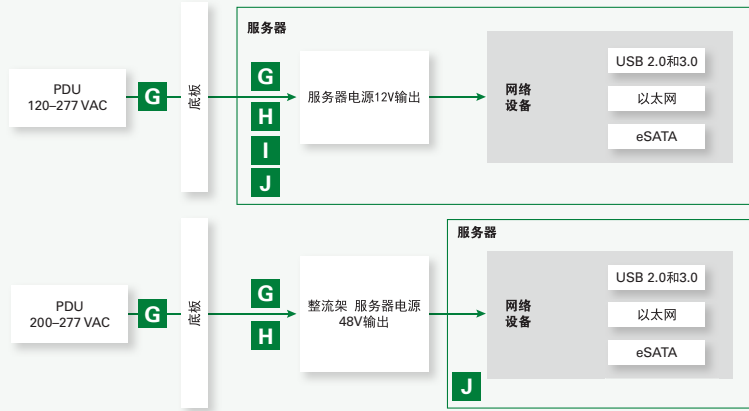 服务器
PDU
120–277 VAC
G
底板
G
H
I
J
服务器电源12V输出
网络
设备
USB 2.0和3.0
以太网
eSATA
服务器
PDU
200–277 VAC
G
底板
G
H
整流架 服务器电源
48V输出
网络
设备
USB 2.0和3.0
以太网
eSATA
J